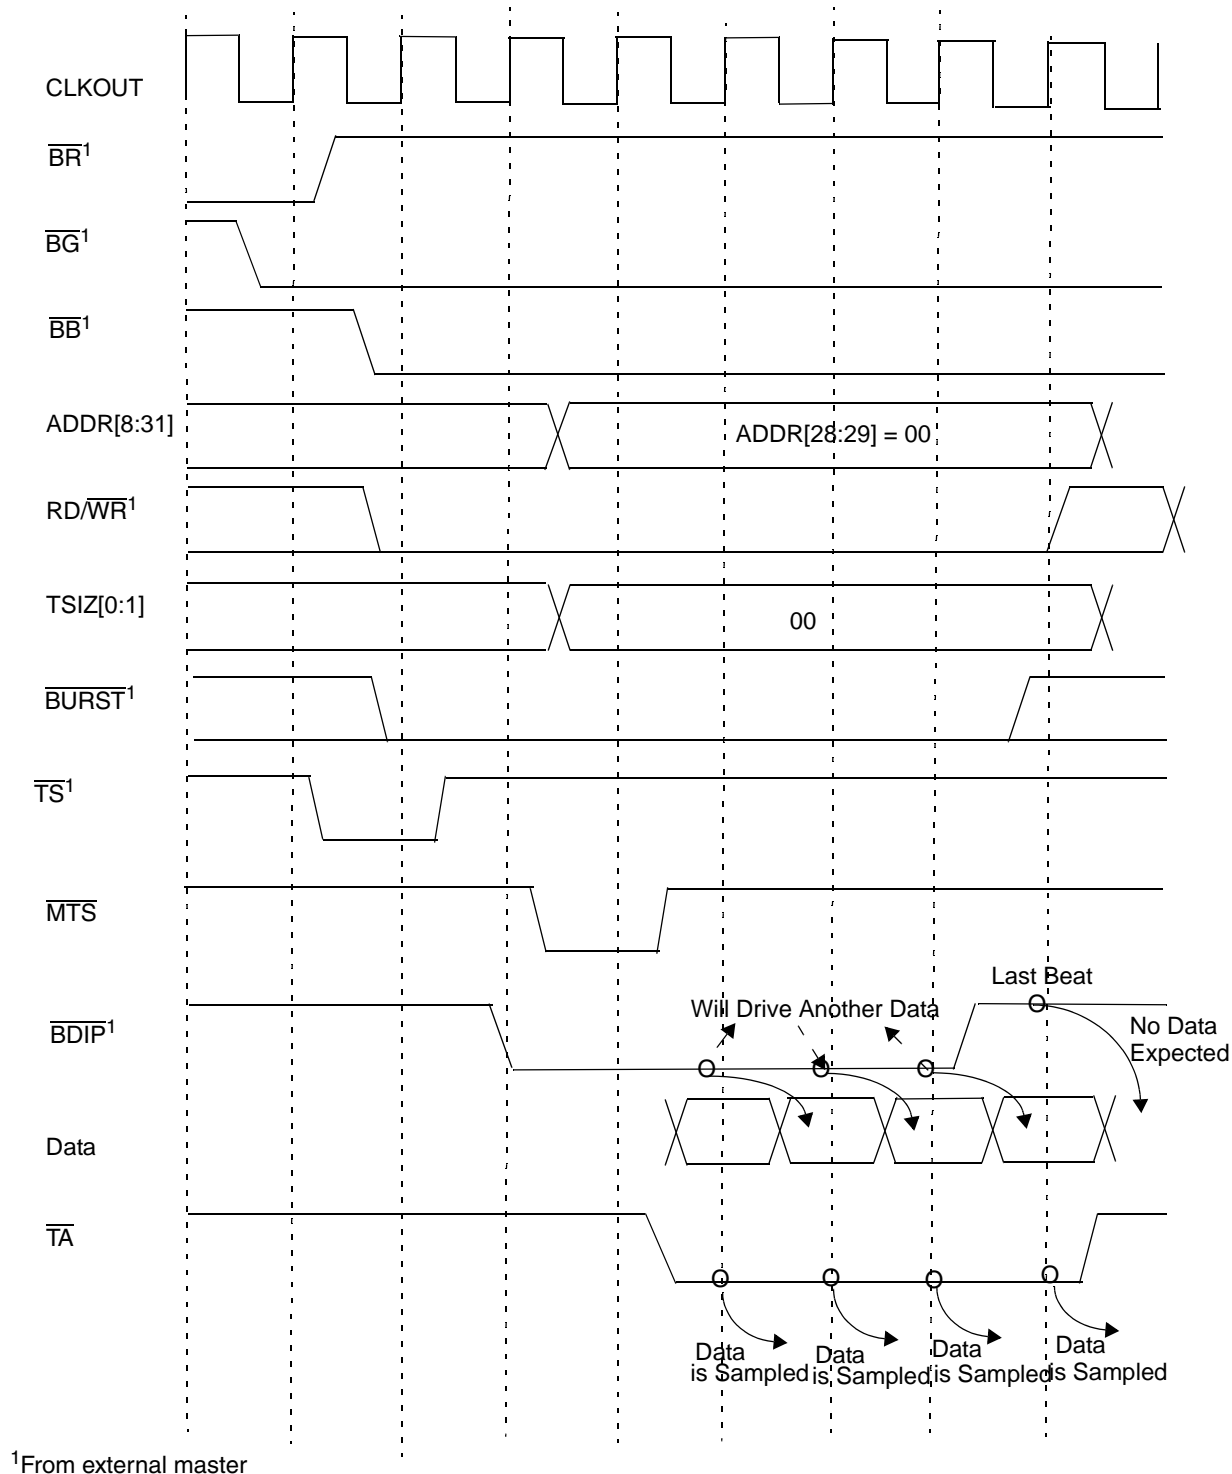 CLKOUT
BR1
BG1
BB1
ADDR[8:31]
ADDR[28:29] = 00
RD/WR1
TSIZ[0:1]
00
BURST1
TS1
MTS
Last Beat
Will Drive Another Data
BDIP1
No Data
Expected
Data
TA
Data
is Sampled
Data
is Sampled
Data
is Sampled
Data
is Sampled
1From external master